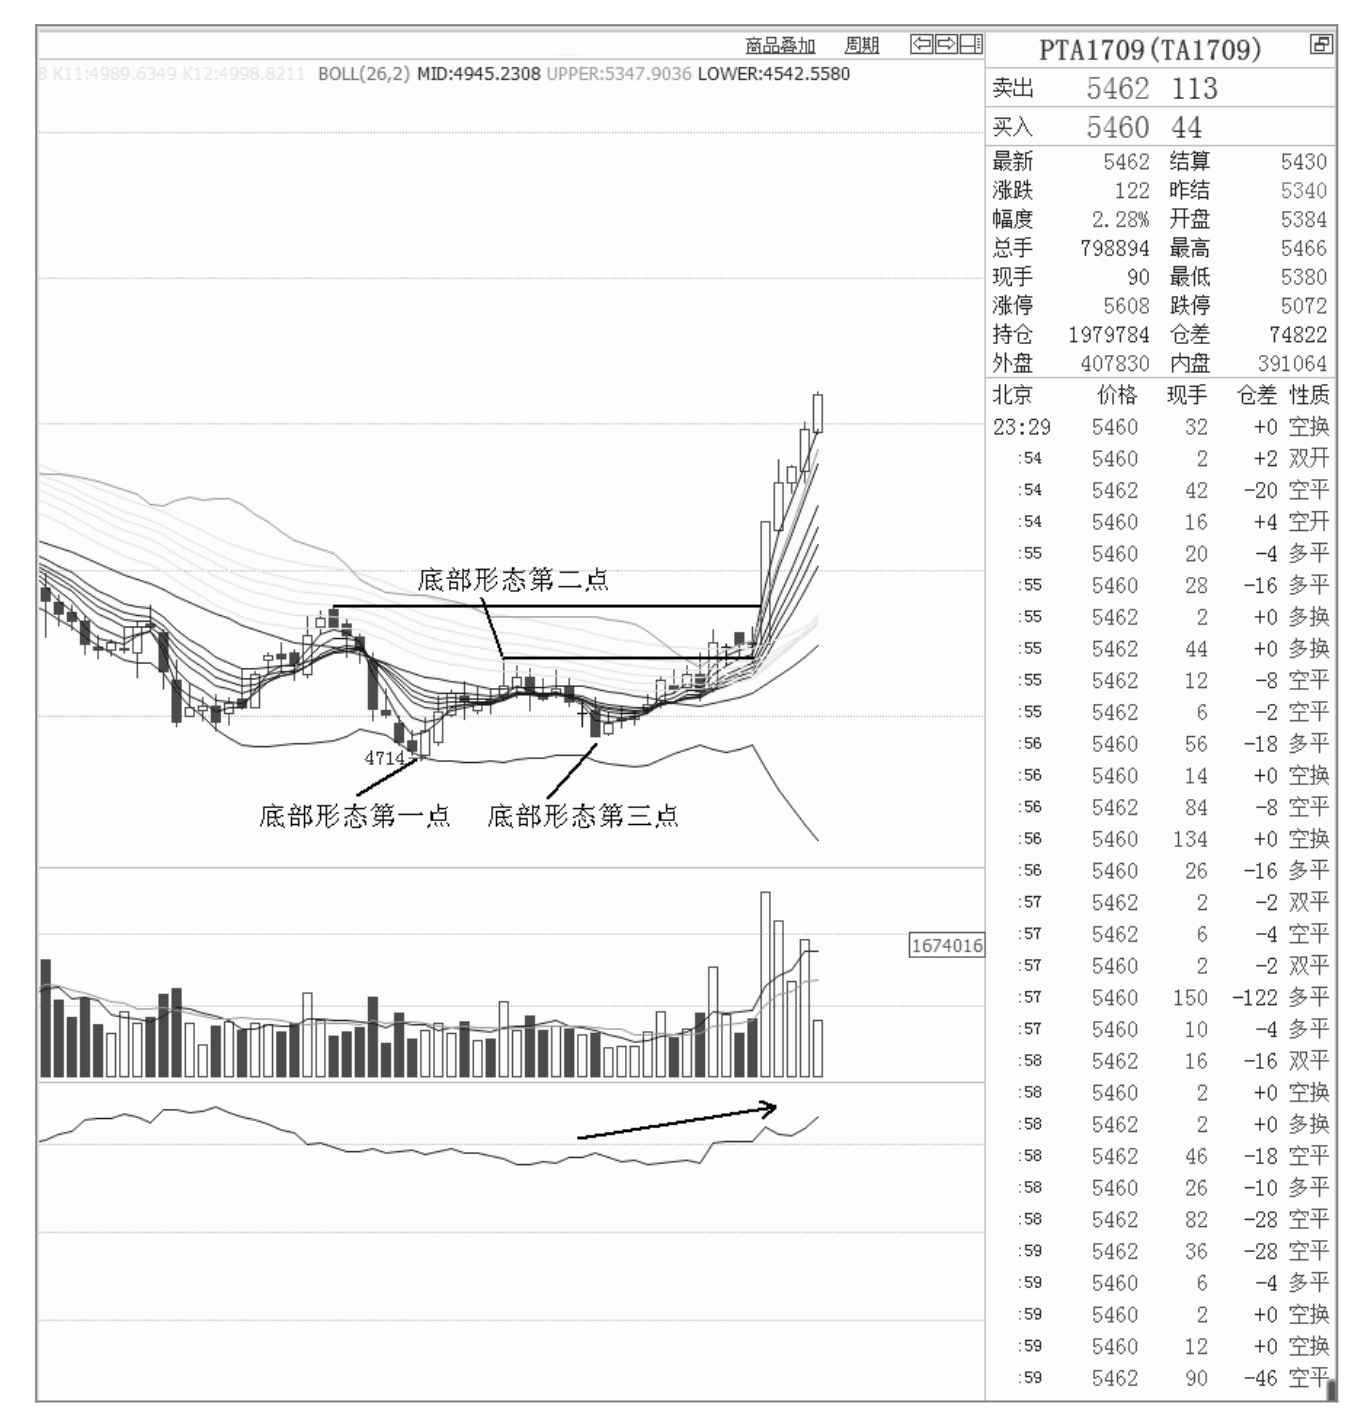 商品叠加 周期
8 K11:4989.6349 K12:4998.8211 BOLL(26,2) MID:4945.2308 UPPER:5347.9036 LOWER:4542.5580
底部形态第二点
4714
底部形态第一点 底部形态第三点
1674016
PTA1709(TA1709)
卖出 5462 113
买入 5460 44
最新 5462 结算 5430
涨跌 122 昨结 5340
幅度 2.28% 开盘 5384
总手 798894 最高 5466
现手 90 最低 5380
涨停 5608 跌停 5072
持仓 1979784 仓差 74822
外盘 407830 内盘 391064
北京 价格 现手 仓差 性质
23:29 5460 32 +0 空换
:54 5460 2 +2 双开
:54 5462 42 -20 空平
:54 5460 16 +4 空开
:55 5460 20 -4 多平
:55 5460 28 -16 多平
:55 5462 2 +0 多换
:55 5462 44 +0 多换
:55 5462 12 -8 空平
:55 5462 6 -2 空平
:56 5460 56 -18 多平
:56 5460 14 +0 空换
:56 5462 84 -8 空平
:56 5460 134 +0 空换
:56 5460 26 -16 多平
:57 5462 2 -2 双平
:57 5462 6 -4 空平
:57 5460 2 -2 双平
:57 5460 150 -122 多平
:57 5460 10 -4 多平
:58 5462 16 -16 双平
:58 5460 2 +0 空换
:58 5462 2 +0 多换
:58 5462 46 -18 空平
:58 5460 26 -10 多平
:58 5462 82 -28 空平
:59 5462 36 -28 空平
:59 5460 6 -4 多平
:59 5460 2 +0 空换
:59 5460 12 +0 空换
:59 5462 90 -46 空平